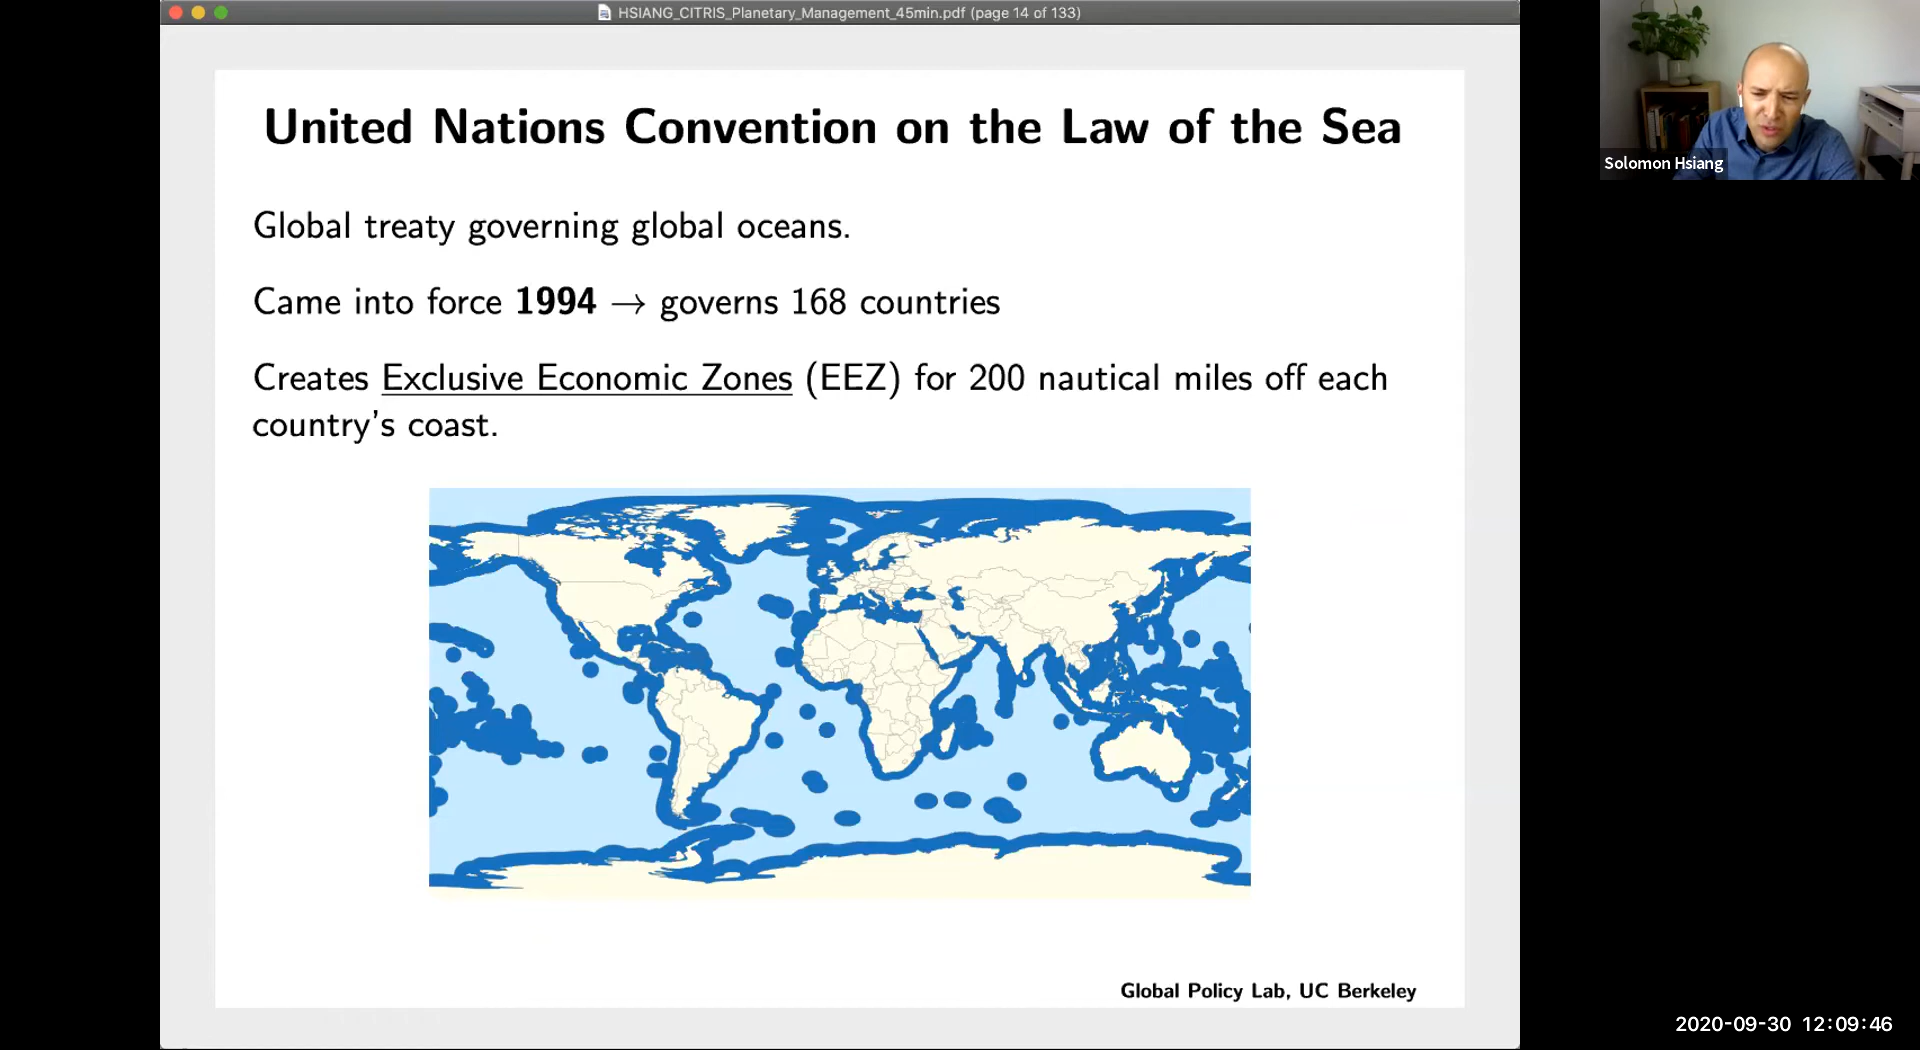 HSIANG_CITRIS_Planetary_Management_45min.pdf (page 14 of 133)
United Nations Convention on the Law of the Sea
Global treaty governing global oceans.
Came into force 1994 → governs 168 countries
Creates Exclusive Economic Zones (EEZ) for 200 nautical miles off each
country's coast.
Global Policy Lab, UC Berkeley
Solomon Hsiang
2020-09-30 12:09:46